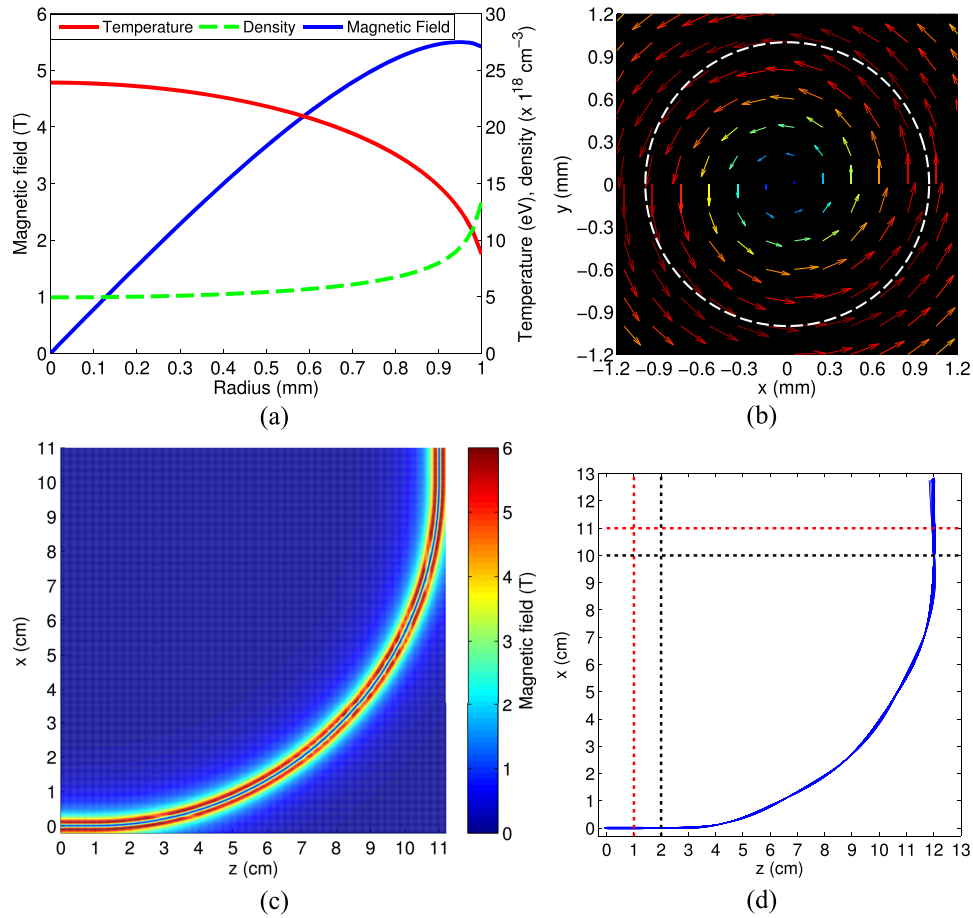 Temperature Density Magnetic Field
Magnetic field (T)
6
5
4
3
2
1
0
30
25
20
15
10
5
0
Temperature (eV), density (x 10^18 cm^-3)
0 0.1 0.2 0.3 0.4 0.5 0.6 0.7 0.8 0.9 1
Radius (mm)
(a)
y (mm)
1.2
0.9
0.6
0.3
0
−0.3
−0.6
−0.9
−1.2
−1.2 −0.9 −0.6 −0.3 0 0.3 0.6 0.9 1.2
x (mm)
(b)
x (cm)
11
10
9
8
7
6
5
4
3
2
1
0
0 1 2 3 4 5 6 7 8 9 10 11
z (cm)
6
5
4
3
2
1
0
Magnetic field (T)
(c)
x (cm)
13
12
11
10
9
8
7
6
5
4
3
2
1
0
0 1 2 3 4 5 6 7 8 9 10 11 12 13
z (cm)
(d)